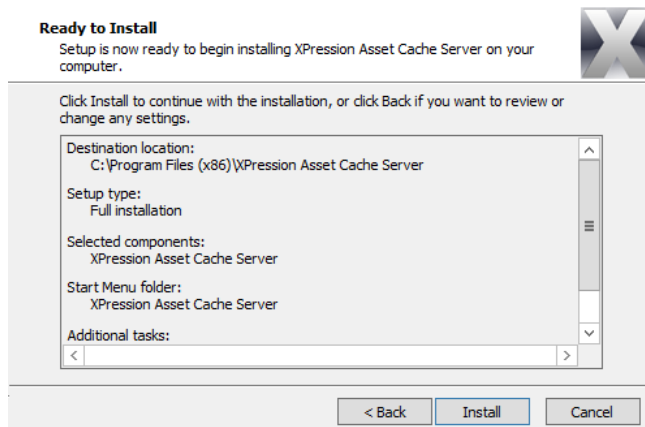 Ready to Install
Setup is now ready to begin installing XPression Asset Cache Server on your
computer.
Click Install to continue with the installation, or click Back if you want to review or
change any settings.
Destination location:
C:\Program Files (x86)\XPression Asset Cache Server
Setup type:
Full installation
Selected components:
XPression Asset Cache Server
Start Menu folder:
XPression Asset Cache Server
Additional tasks:
< Back
Install
Cancel